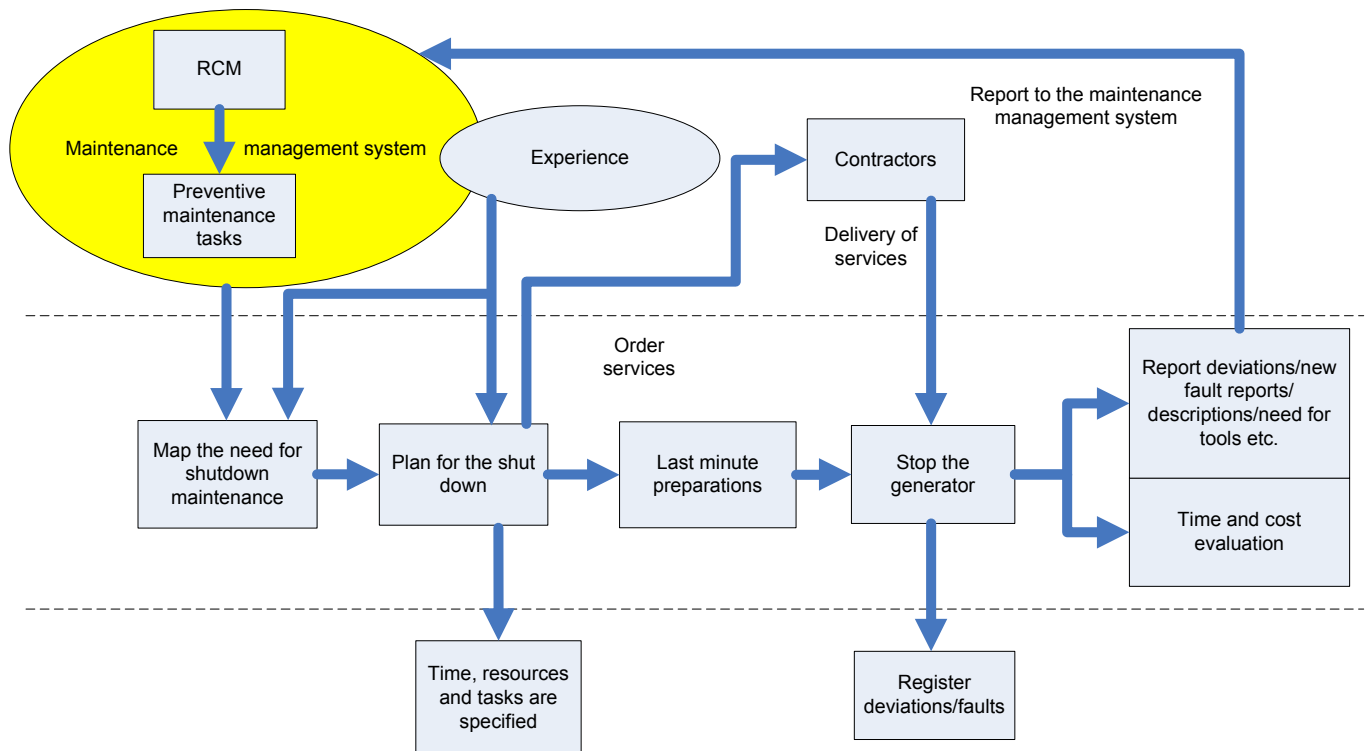 RCM
Maintenance management system
Preventive
maintenance
tasks
Experience
Contractors
Report to the maintenance
management system
Delivery of
services
Order
services
Map the need for
shutdown
maintenance
Plan for the shut
down
Last minute
preparations
Stop the
generator
Report deviations/new
fault reports/
descriptions/need for
tools etc.
Time and cost
evaluation
Time, resources
and tasks are
specified
Register
deviations/faults